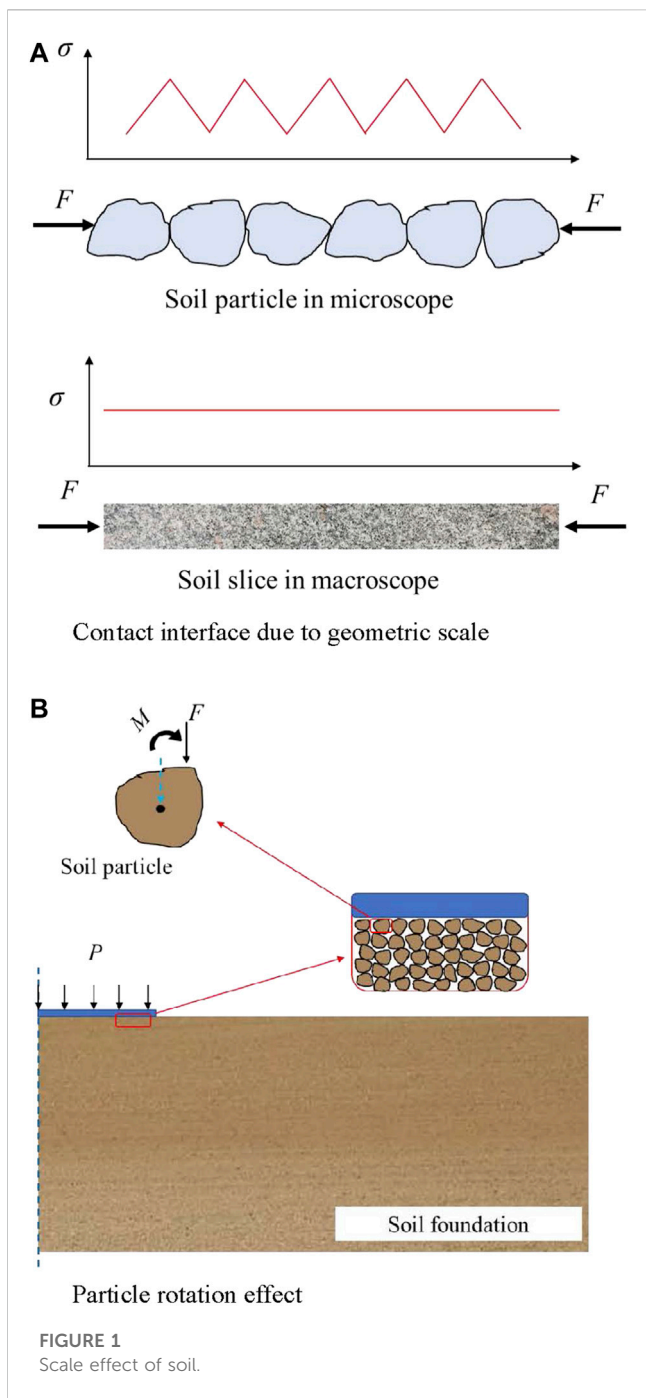 A
σ
F
F
Soil particle in microscope
σ
F
F
Soil slice in macroscope
Contact interface due to geometric scale
B
M
F
Soil particle
P
Soil foundation
Particle rotation effect
FIGURE 1
Scale effect of soil.